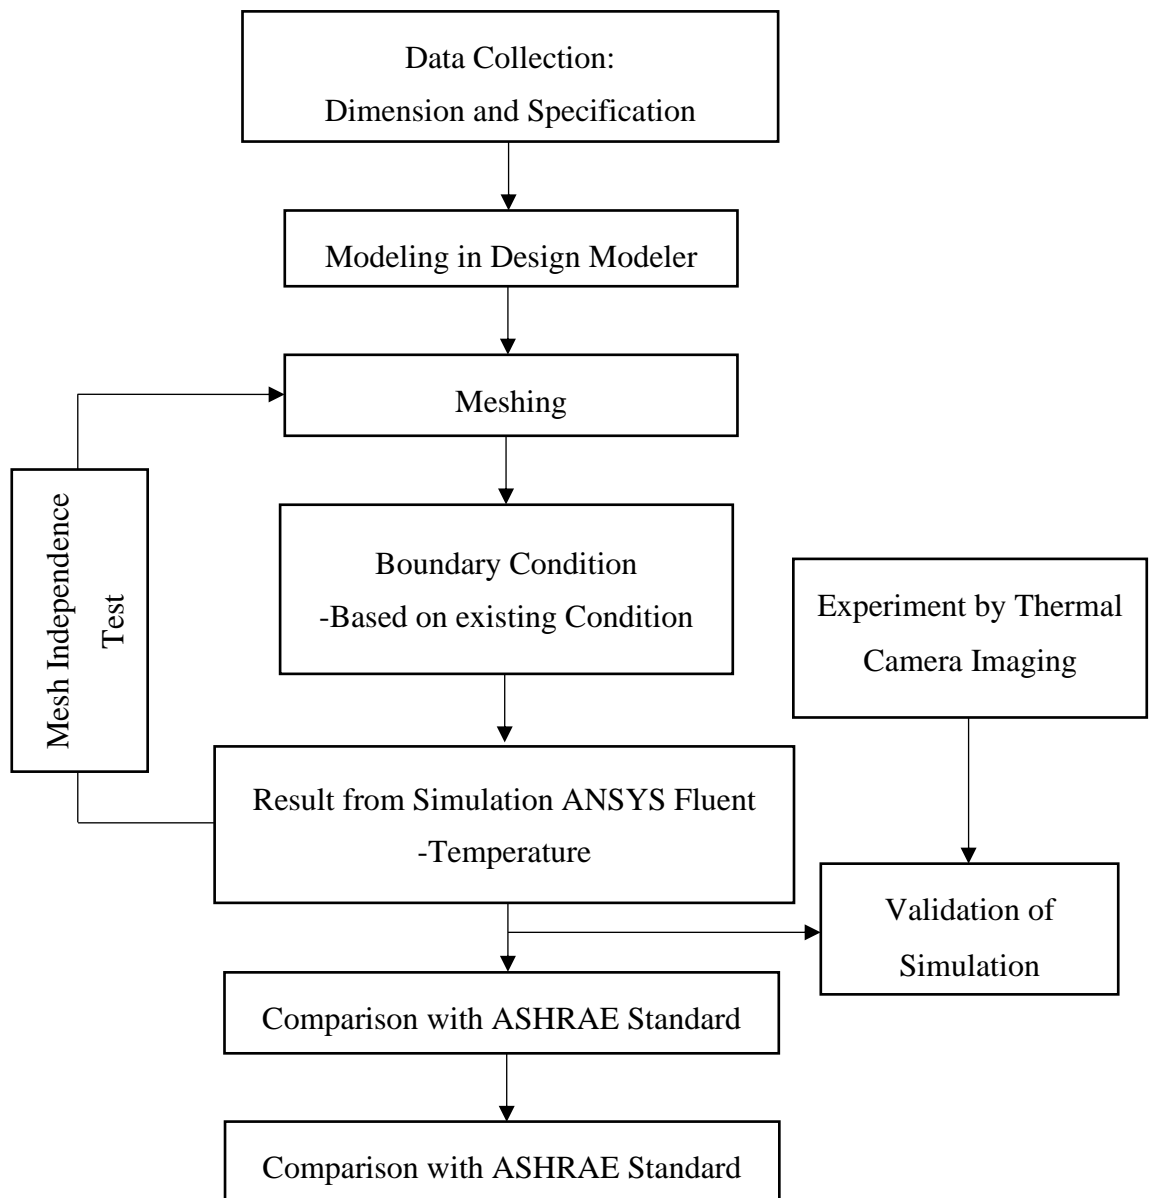 Data Collection:
Dimension and Specification
Modeling in Design Modeler
Meshing
Mesh Independence
Test
Boundary Condition
-Based on existing Condition
Experiment by Thermal
Camera Imaging
Result from Simulation ANSYS Fluent
-Temperature
Validation of
Simulation
Comparison with ASHRAE Standard
Comparison with ASHRAE Standard